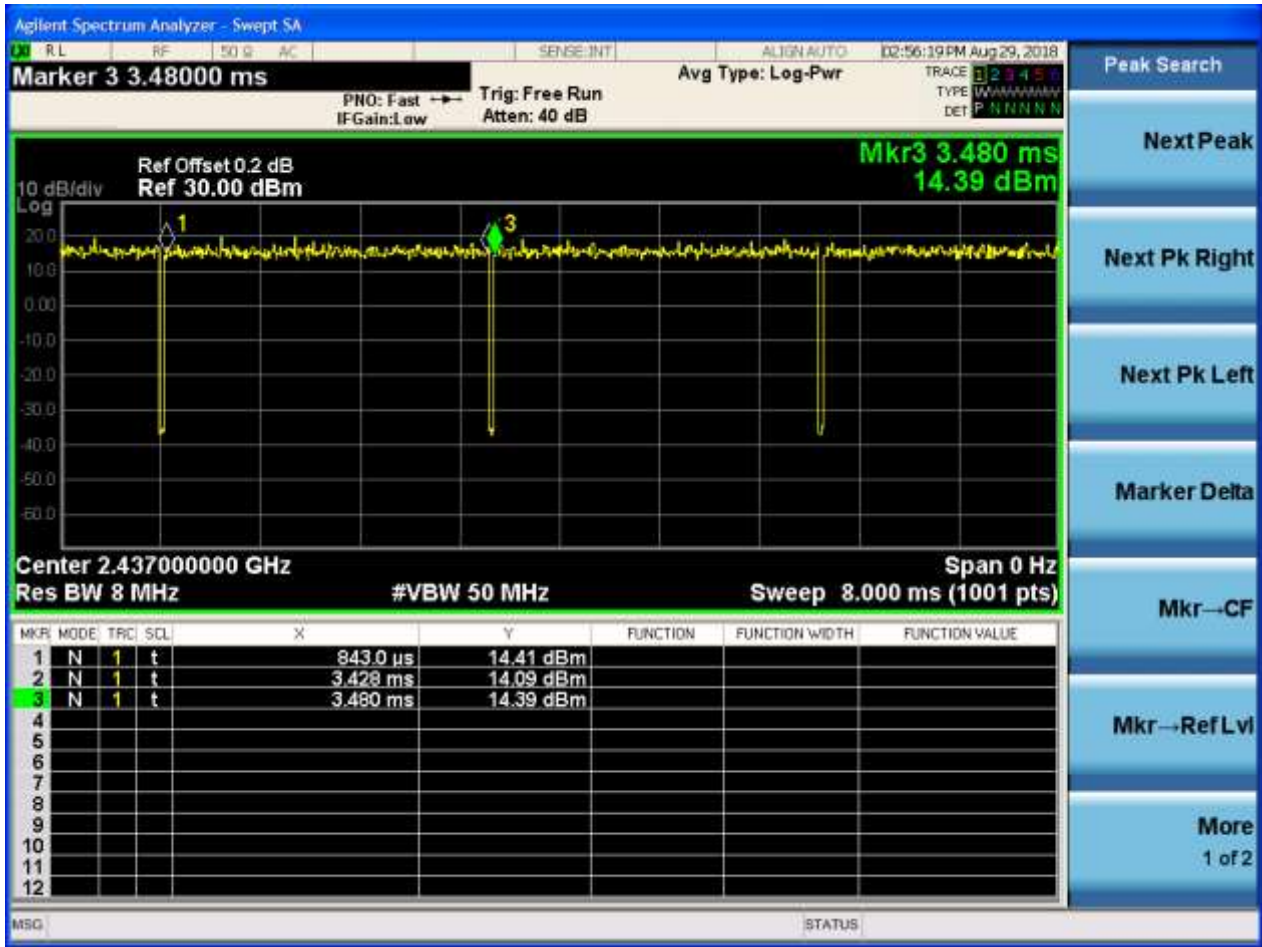 Agilent Spectrum Analyzer - Swept SA
RL RF 50 Ω AC SENSE:INT ALIGN AUTO 02:56:19 PM Aug 29, 2018
Marker 3 3.48000 ms
PNO: Fast
IFGain:Low
Trig: Free Run
Atten: 40 dB
Avg Type: Log-Pwr
TRACE 1 2 3 4 5 6
TYPE
DET P N N N N N
Ref Offset 0.2 dB
10 dB/div Ref 30.00 dBm
Log
Mkr3 3.480 ms
14.39 dBm
1
3
20.0
10.0
0.00
-10.0
-20.0
-30.0
-40.0
-50.0
-60.0
Center 2.437000000 GHz Span 0 Hz
Res BW 8 MHz #VBW 50 MHz Sweep 8.000 ms (1001 pts)
MKR MODE TRC SCL X Y FUNCTION FUNCTION WIDTH FUNCTION VALUE
1 N 1 t 843.0 µs 14.41 dBm
2 N 1 t 3.428 ms 14.09 dBm
3 N 1 t 3.480 ms 14.39 dBm
4
5
6
7
8
9
10
11
12
MSG STATUS
Peak Search
Next Peak
Next Pk Right
Next Pk Left
Marker Delta
Mkr→CF
Mkr→Ref Lvl
More
1 of 2